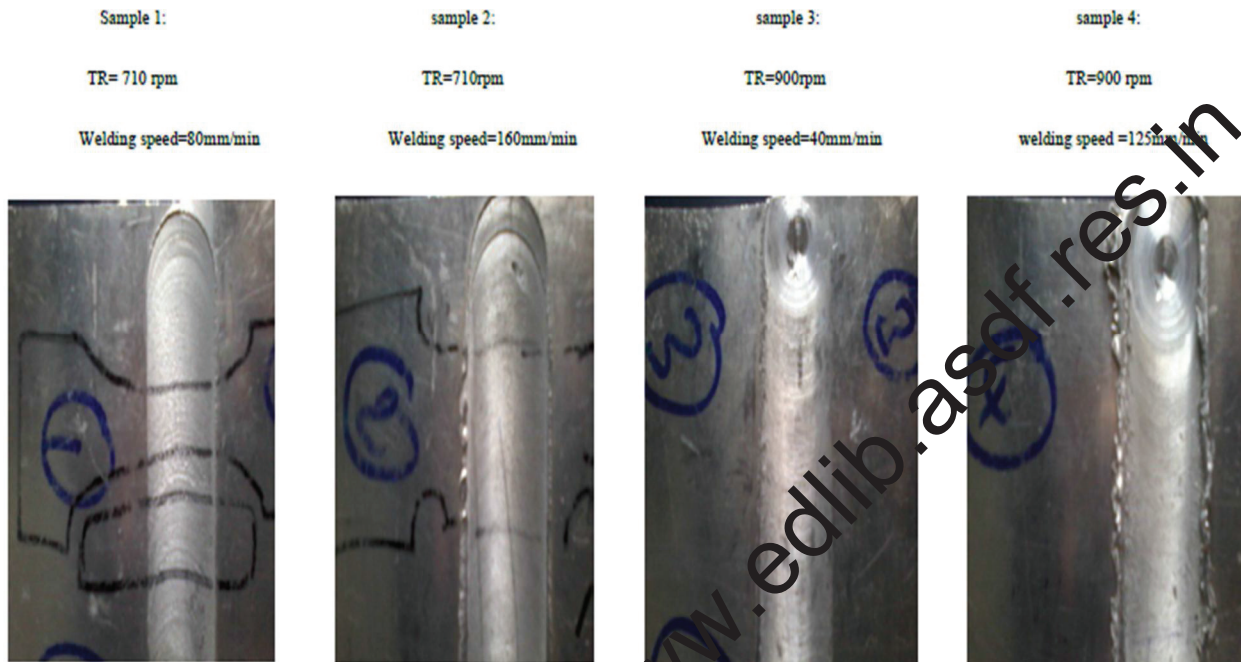 Sample 1:
TR= 710 rpm
Welding speed=80mm/min
sample 2:
TR=710rpm
Welding speed=160mm/min
sample 3:
TR=900rpm
Welding speed=40mm/min
sample 4:
TR=900 rpm
welding speed =125mm/min
www.edlib.asdf.res.in